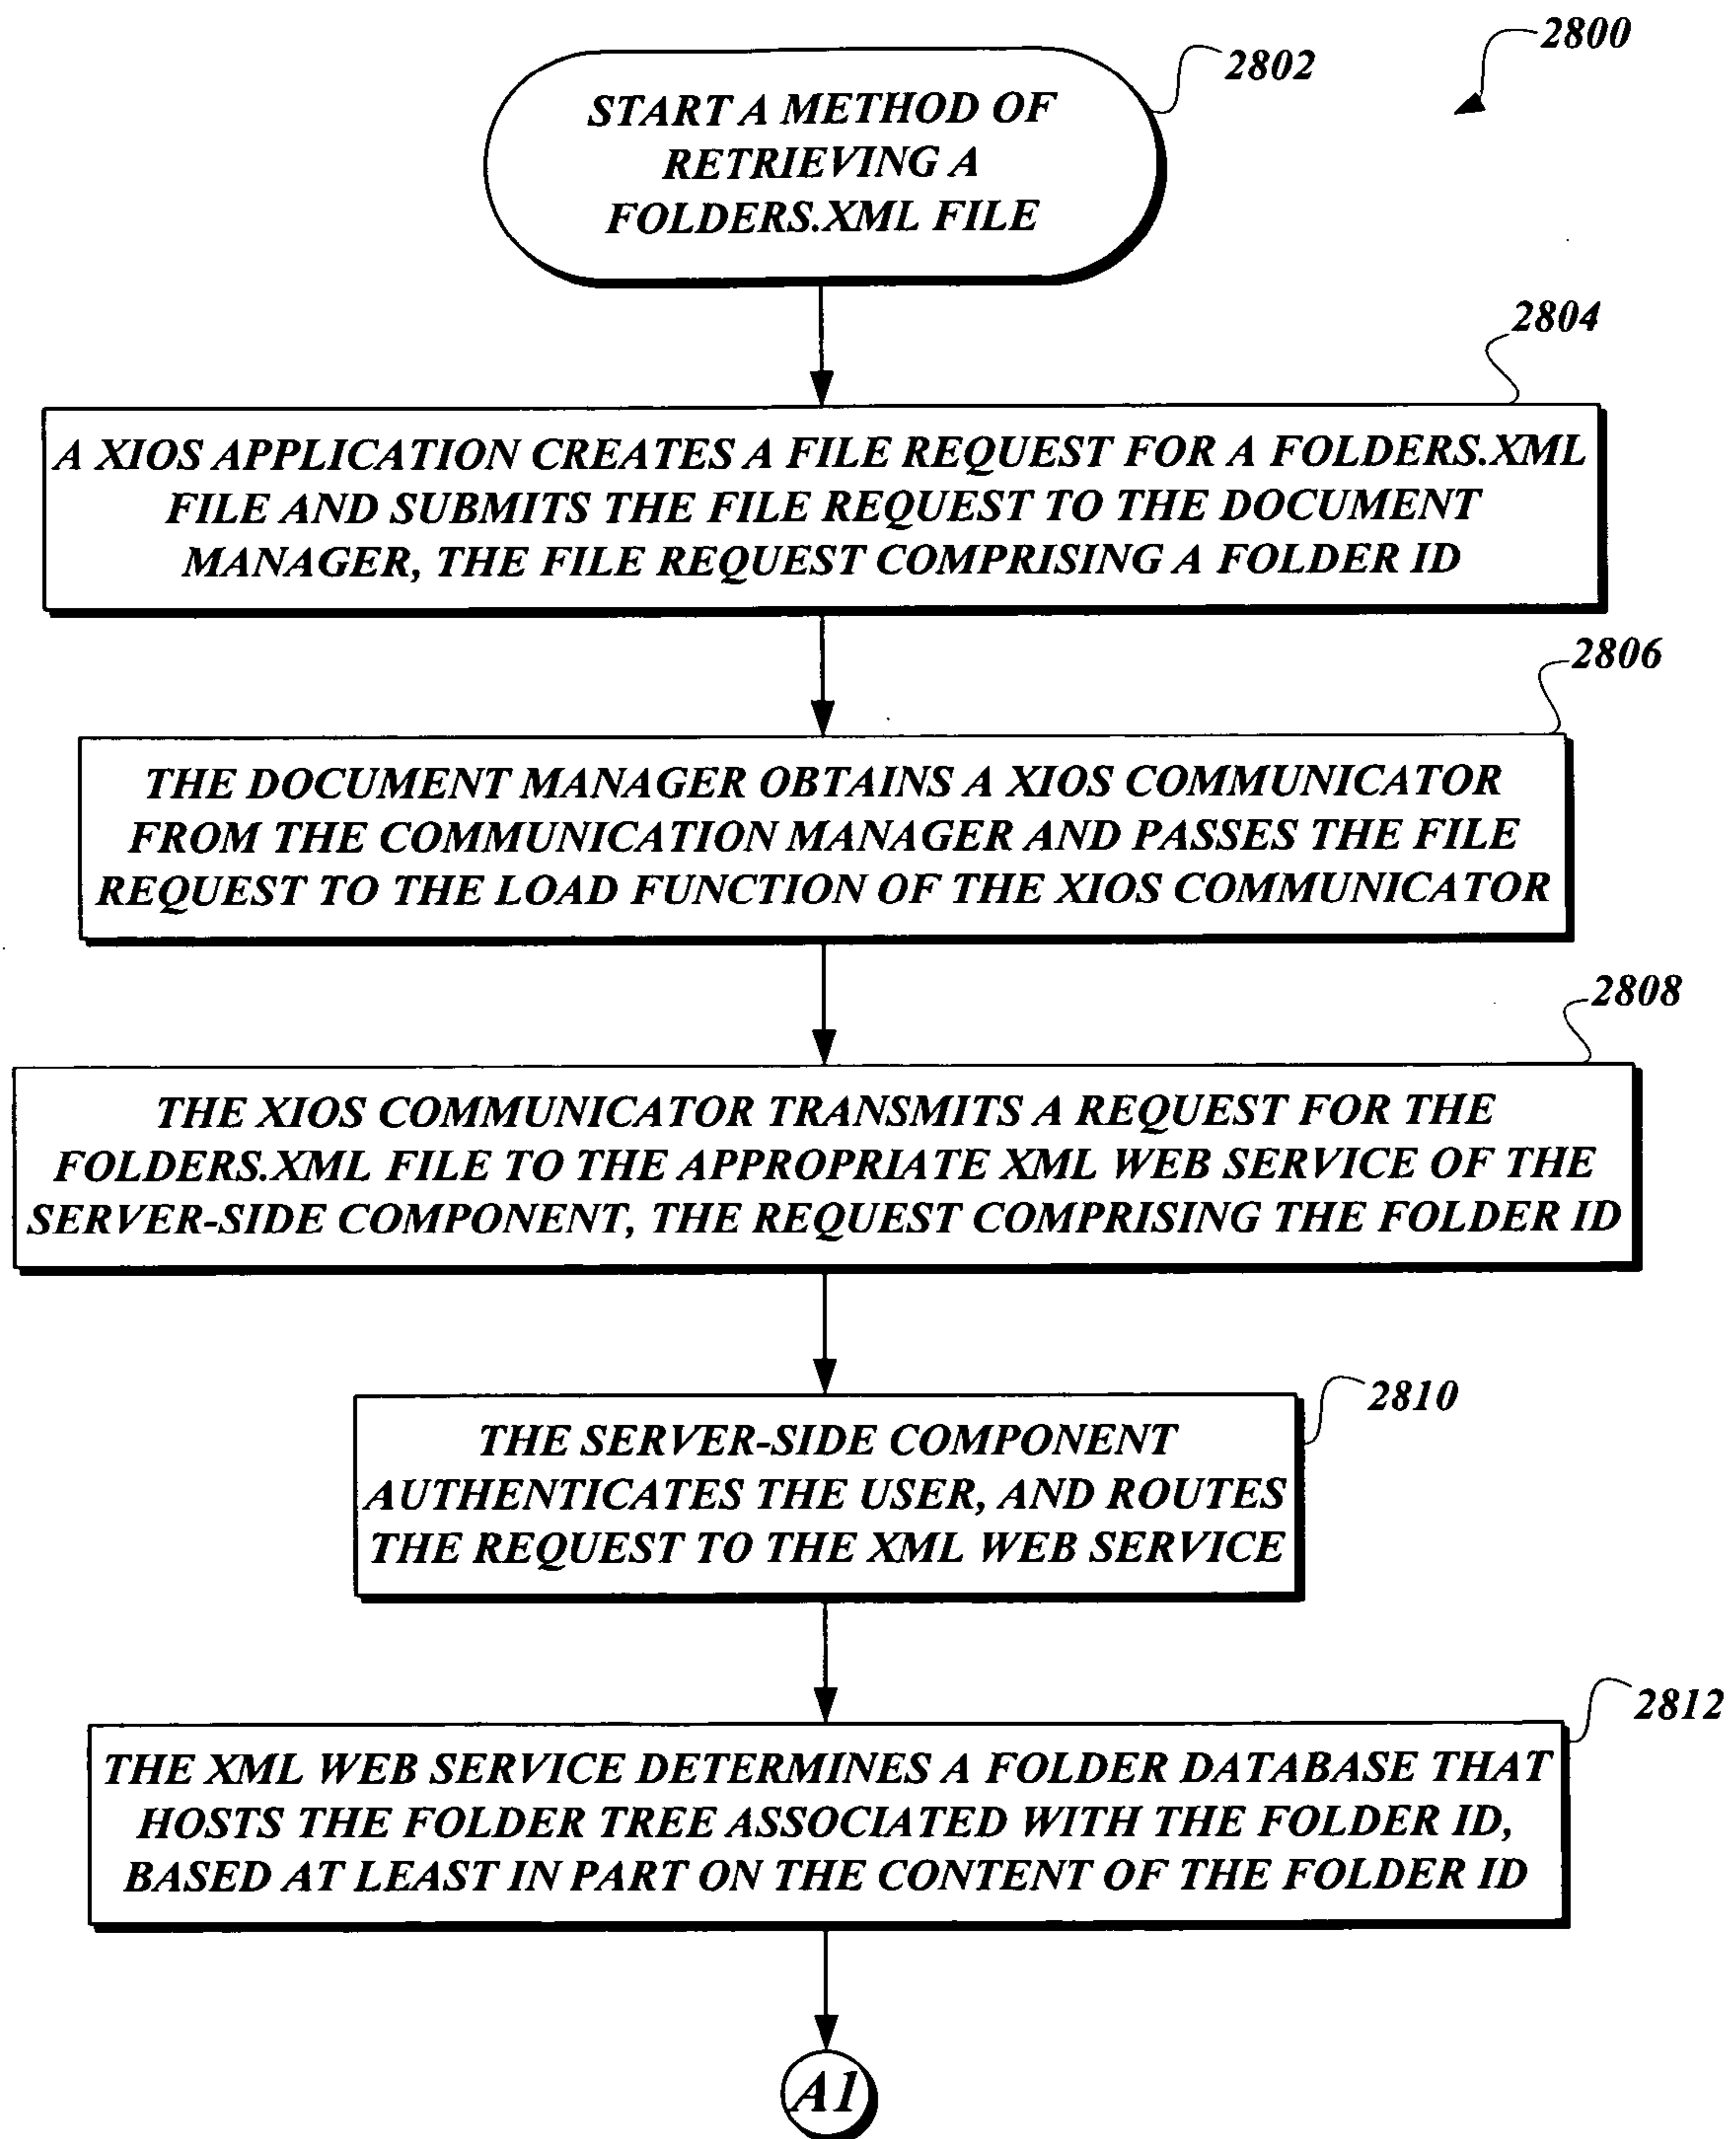 2800
2802
START A METHOD OF
RETRIEVING A
FOLDERS.XML FILE
2804
A XIOS APPLICATION CREATES A FILE REQUEST FOR A FOLDERS.XML
FILE AND SUBMITS THE FILE REQUEST TO THE DOCUMENT
MANAGER, THE FILE REQUEST COMPRISING A FOLDER ID
2806
THE DOCUMENT MANAGER OBTAINS A XIOS COMMUNICATOR
FROM THE COMMUNICATION MANAGER AND PASSES THE FILE
REQUEST TO THE LOAD FUNCTION OF THE XIOS COMMUNICATOR
2808
THE XIOS COMMUNICATOR TRANSMITS A REQUEST FOR THE
FOLDERS.XML FILE TO THE APPROPRIATE XML WEB SERVICE OF THE
SERVER-SIDE COMPONENT, THE REQUEST COMPRISING THE FOLDER ID
2810
THE SERVER-SIDE COMPONENT
AUTHENTICATES THE USER, AND ROUTES
THE REQUEST TO THE XML WEB SERVICE
2812
THE XML WEB SERVICE DETERMINES A FOLDER DATABASE THAT
HOSTS THE FOLDER TREE ASSOCIATED WITH THE FOLDER ID,
BASED AT LEAST IN PART ON THE CONTENT OF THE FOLDER ID
A1